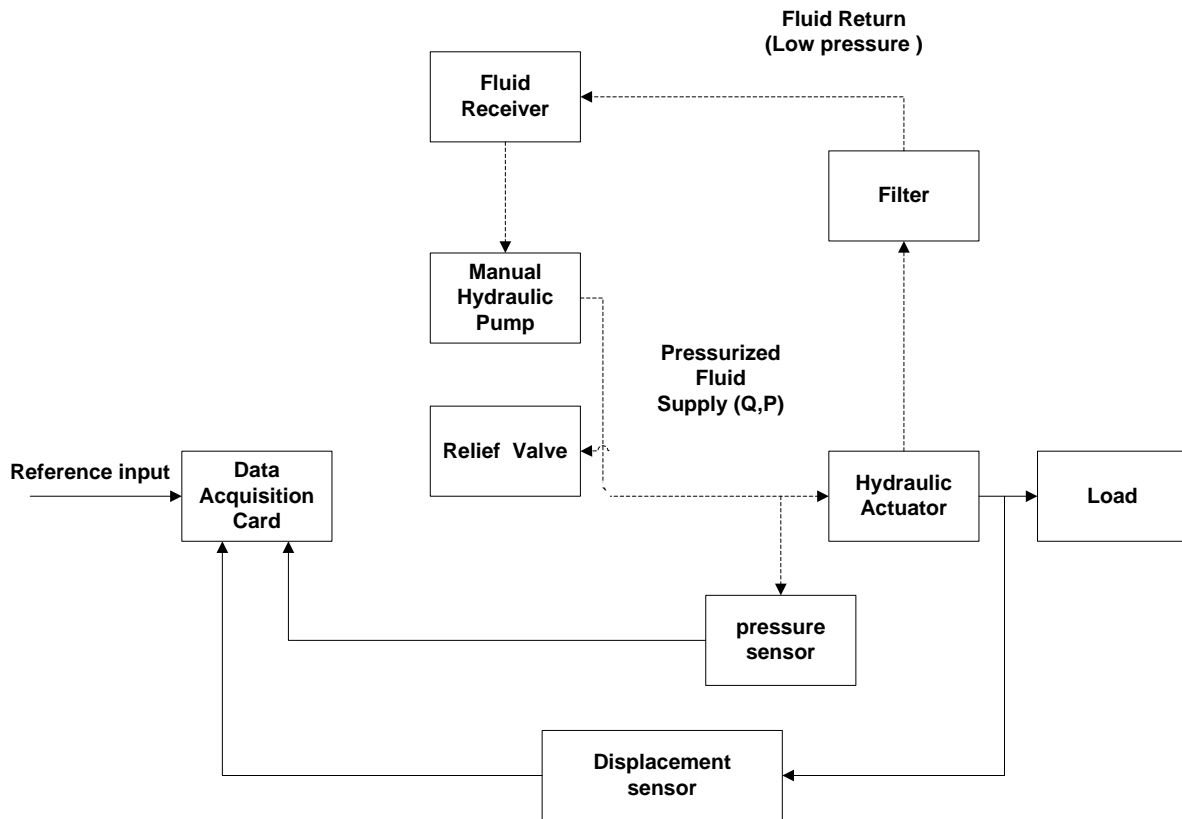 Fluid Return
(Low pressure )
Fluid
Receiver
Filter
Manual
Hydraulic
Pump
Pressurized
Fluid
Supply (Q,P)
Relief Valve
Reference input
Data
Acquisition
Card
Hydraulic
Actuator
Load
pressure
sensor
Displacement
sensor